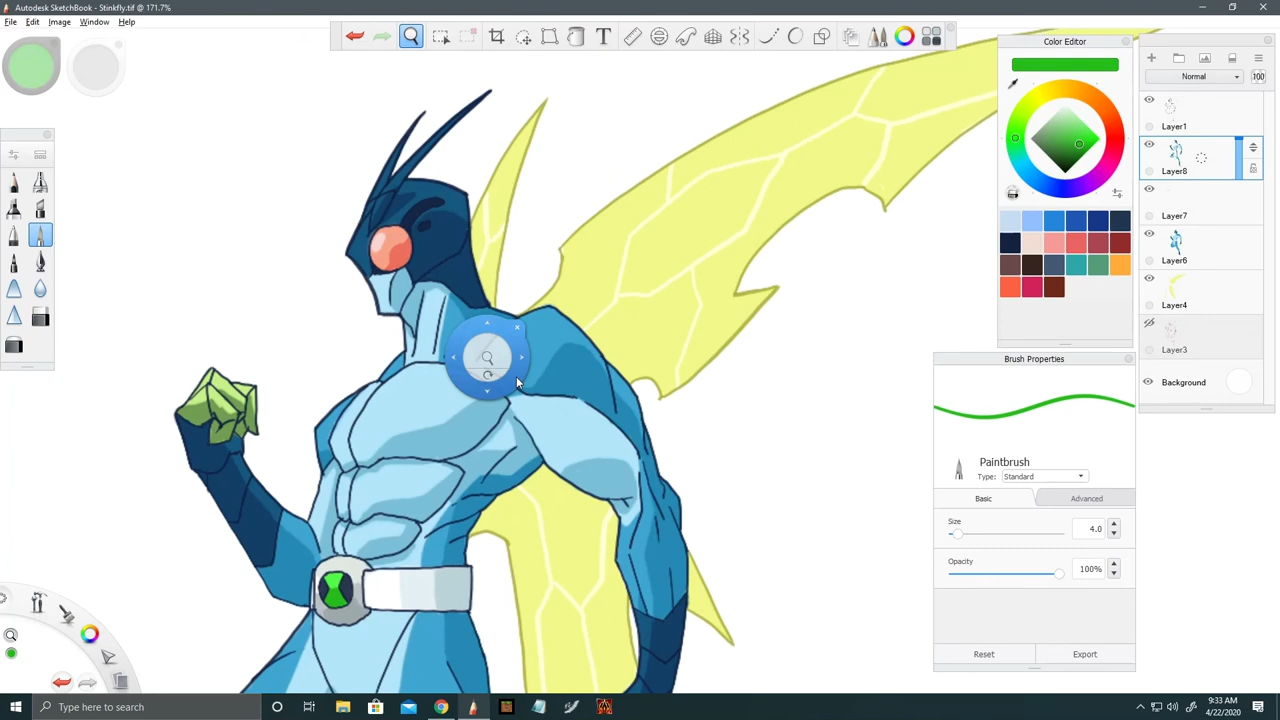 Autodesk SketchBook - Stinkfly.tif @ 171.7%
File Edit Image Window Help
T
Color Editor
Normal
100
Layer1
Layer8
Layer7
Layer6
Layer4
Layer3
Background
Brush Properties
Paintbrush
Type: Standard
Basic
Advanced
Size
4.0
Opacity
100%
Reset
Export
Type here to search
9:33 AM
4/22/2020